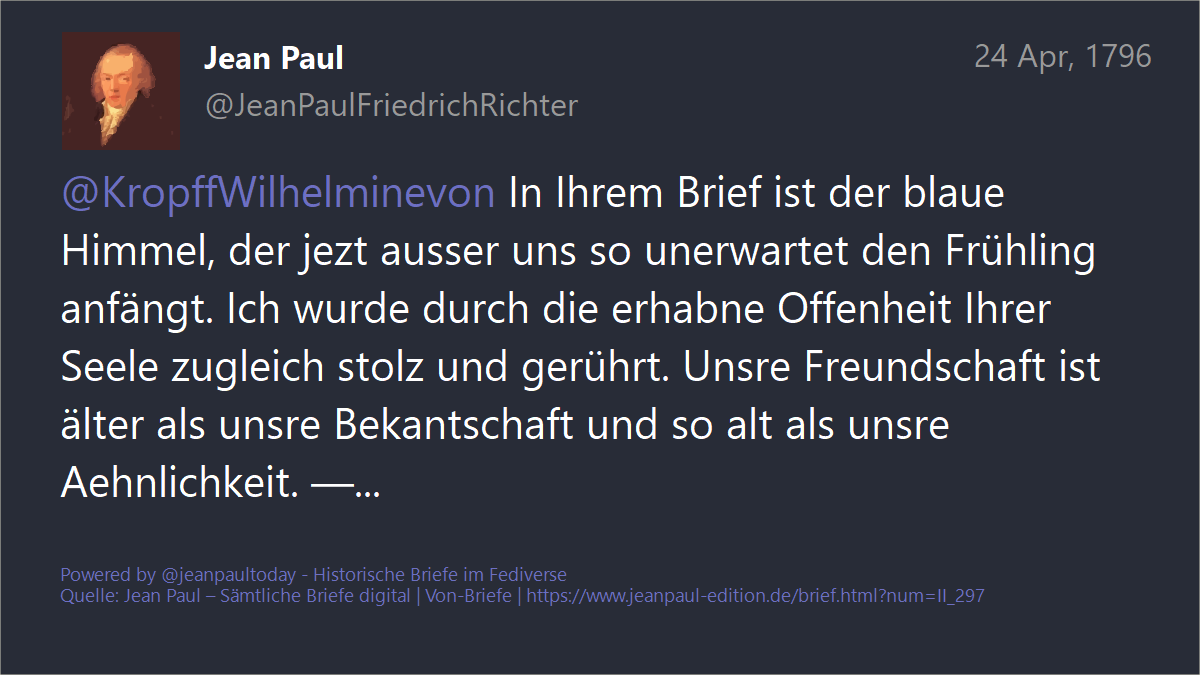 Jean Paul
24 Apr, 1796
@JeanPaulFriedrichRichter
@KropffWilhelminevon In Ihrem Brief ist der blaue
Himmel, der jezt ausser uns so unerwartet den Frühling
anfängt. Ich wurde durch die erhabne Offenheit Ihrer
Seele zugleich stolz und gerührt. Unsre Freundschaft ist
älter als unsre Bekantschaft und so alt als unsre
Aehnlichkeit. —...
Powered by @jeanpaultoday - Historische Briefe im Fediverse
Quelle: Jean Paul – Sämtliche Briefe digital | Von-Briefe | https://www.jeanpaul-edition.de/brief.html?num=II_297